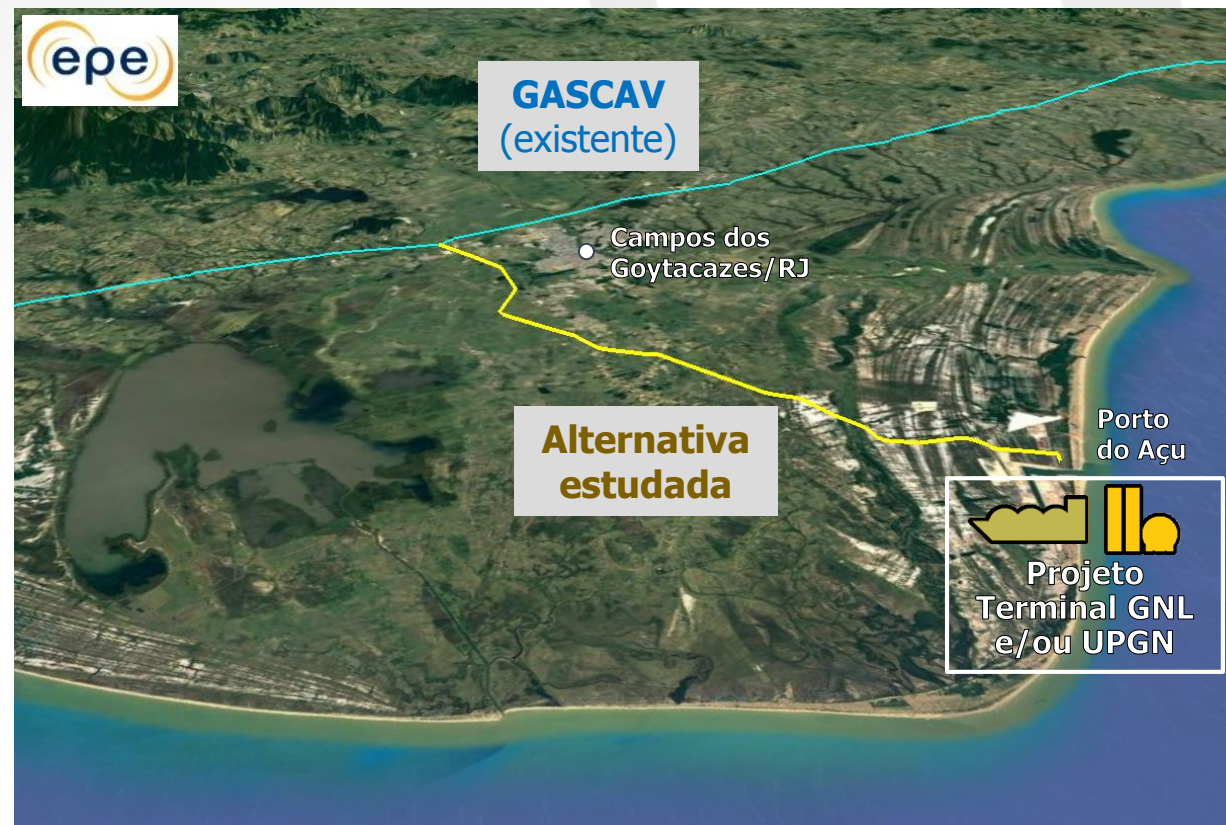 epe
GASCAV
(existente)
Campos dos
Goytacazes/RJ
Alternativa
estudada
Porto
do Açu
Projeto
Terminal GNL
e/ou UPGN